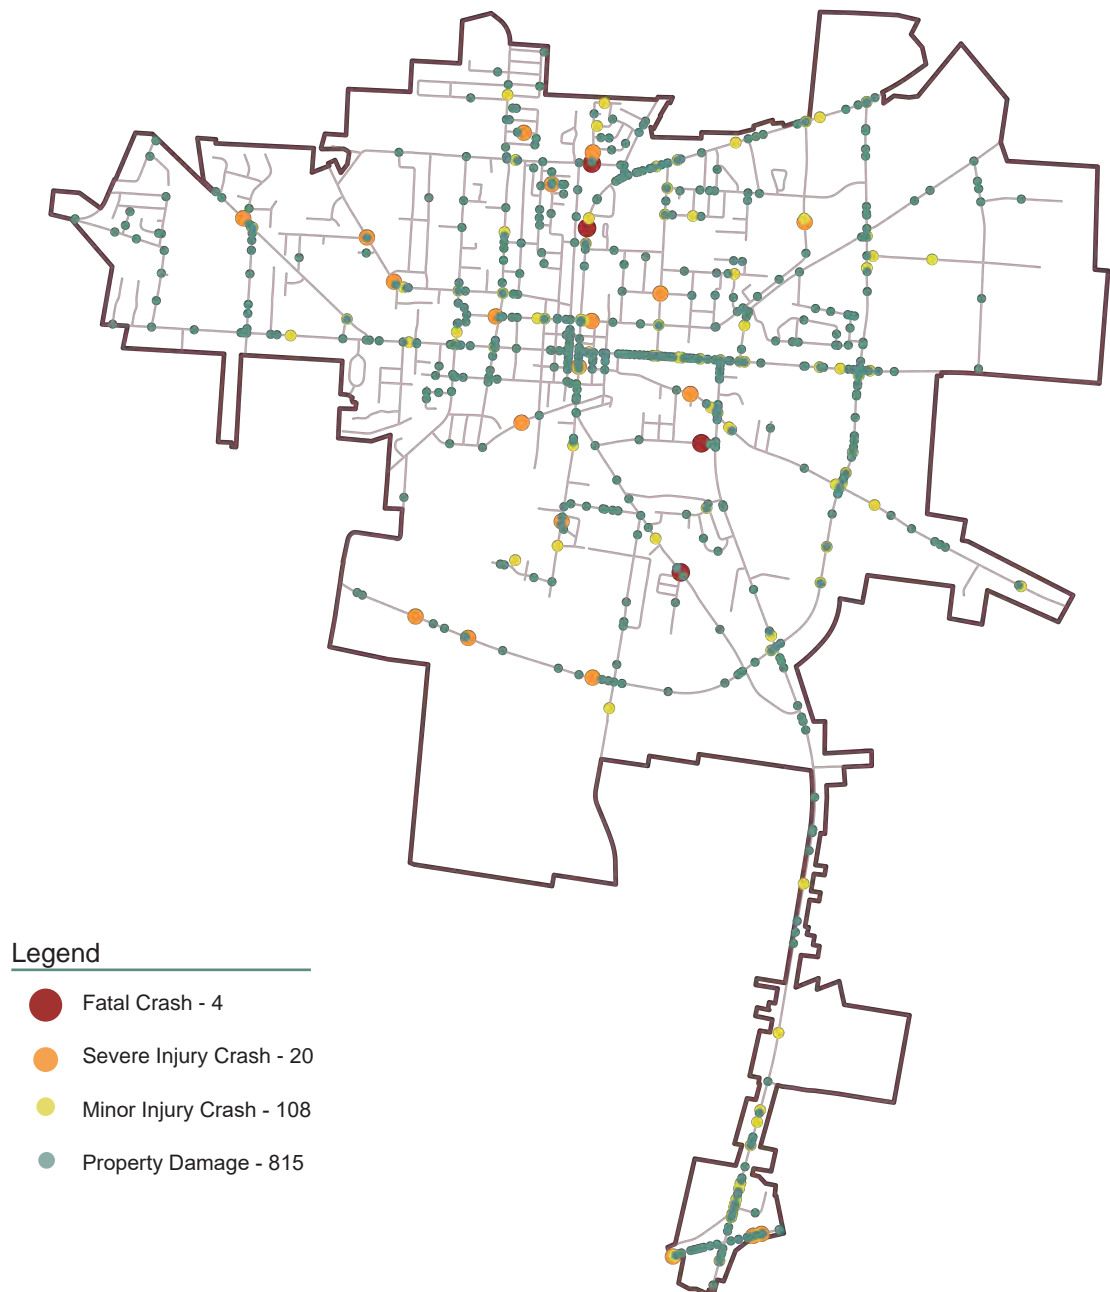 Legend
Fatal Crash - 4
Severe Injury Crash - 20
Minor Injury Crash - 108
Property Damage - 815